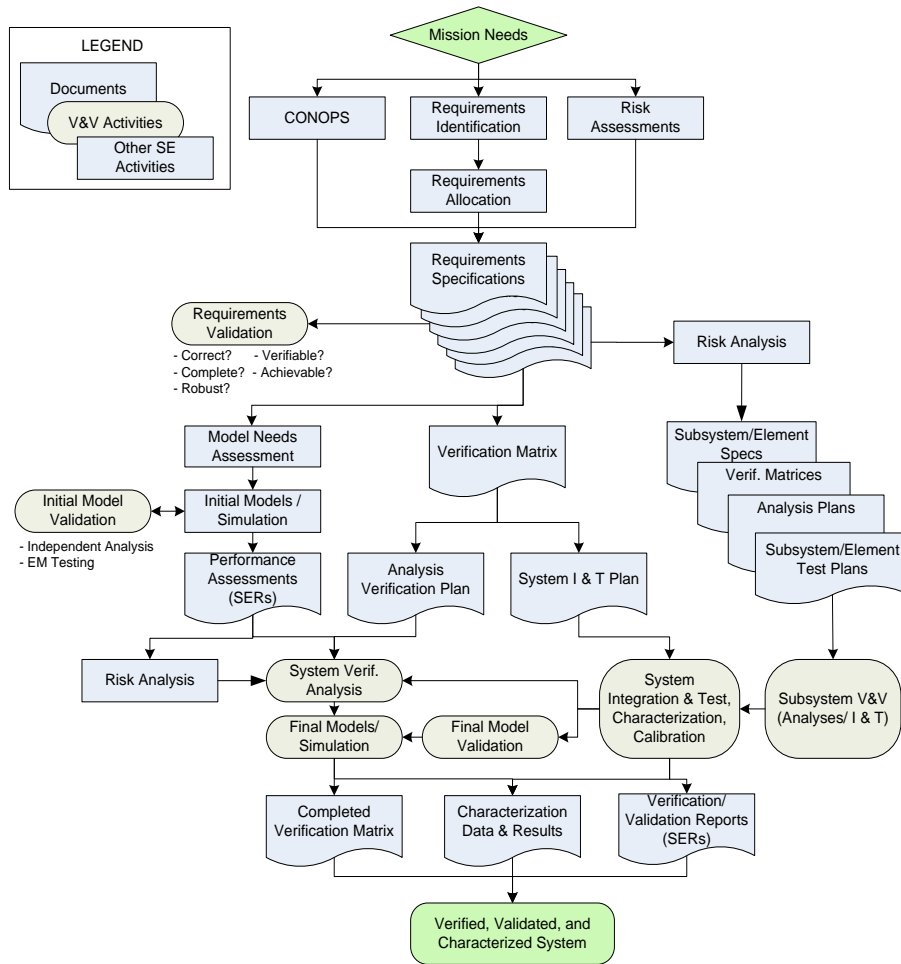 LEGEND
Documents
V&V Activities
Other SE
Activities
Mission Needs
CONOPS
Requirements
Identification
Risk
Assessments
Requirements
Allocation
Requirements
Specifications
Requirements
Validation
- Correct? - Verifiable?
- Complete? - Achievable?
- Robust?
Risk Analysis
Model Needs
Assessment
Verification Matrix
Subsystem/Element
Specs
Verif. Matrices
Analysis Plans
Subsystem/Element
Test Plans
Initial Model
Validation
- Independent Analysis
- EM Testing
Initial Models /
Simulation
Performance
Assessments
(SERs)
Analysis
Verification Plan
System I & T Plan
Risk Analysis
System Verif.
Analysis
System
Integration & Test,
Characterization,
Calibration
Subsystem V&V
(Analyses/ I & T)
Final Models/
Simulation
Final Model
Validation
Completed
Verification Matrix
Characterization
Data & Results
Verification/
Validation Reports
(SERs)
Verified, Validated, and
Characterized System